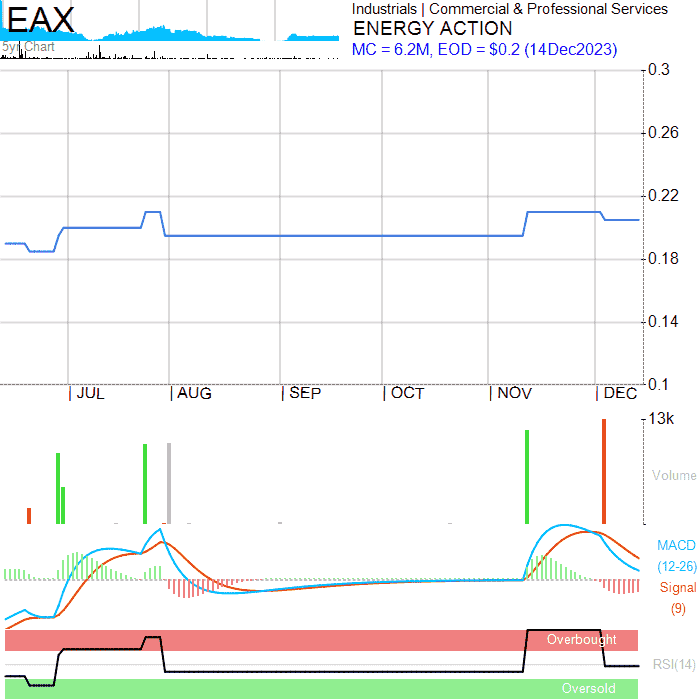 EAX
5yr Chart
Industrials | Commercial & Professional Services
ENERGY ACTION
MC = 6.2M, EOD = $0.2 (14Dec2023)
0.3
0.26
0.22
0.18
0.14
0.1
JUL AUG SEP OCT NOV DEC
13k
Volume
MACD
(12-26)
Signal
(9)
Overbought
RSI(14)
Oversold